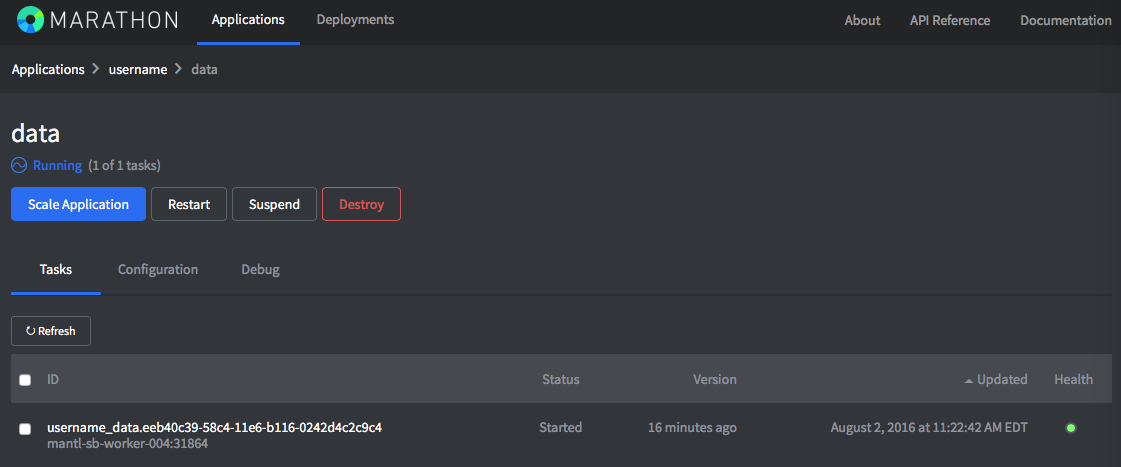 MARATHON Applications Deployments About API Reference Documentation
Applications > username > data
data
Running (1 of 1 tasks)
Scale Application Restart Suspend Destroy
Tasks Configuration Debug
Refresh
ID Status Version Updated Health
username_data.eeb40c39-58c4-11e6-b116-0242d4c2c9c4 Started 16 minutes ago August 2, 2016 at 11:22:42 AM EDT
mantl-sb-worker-004:31864